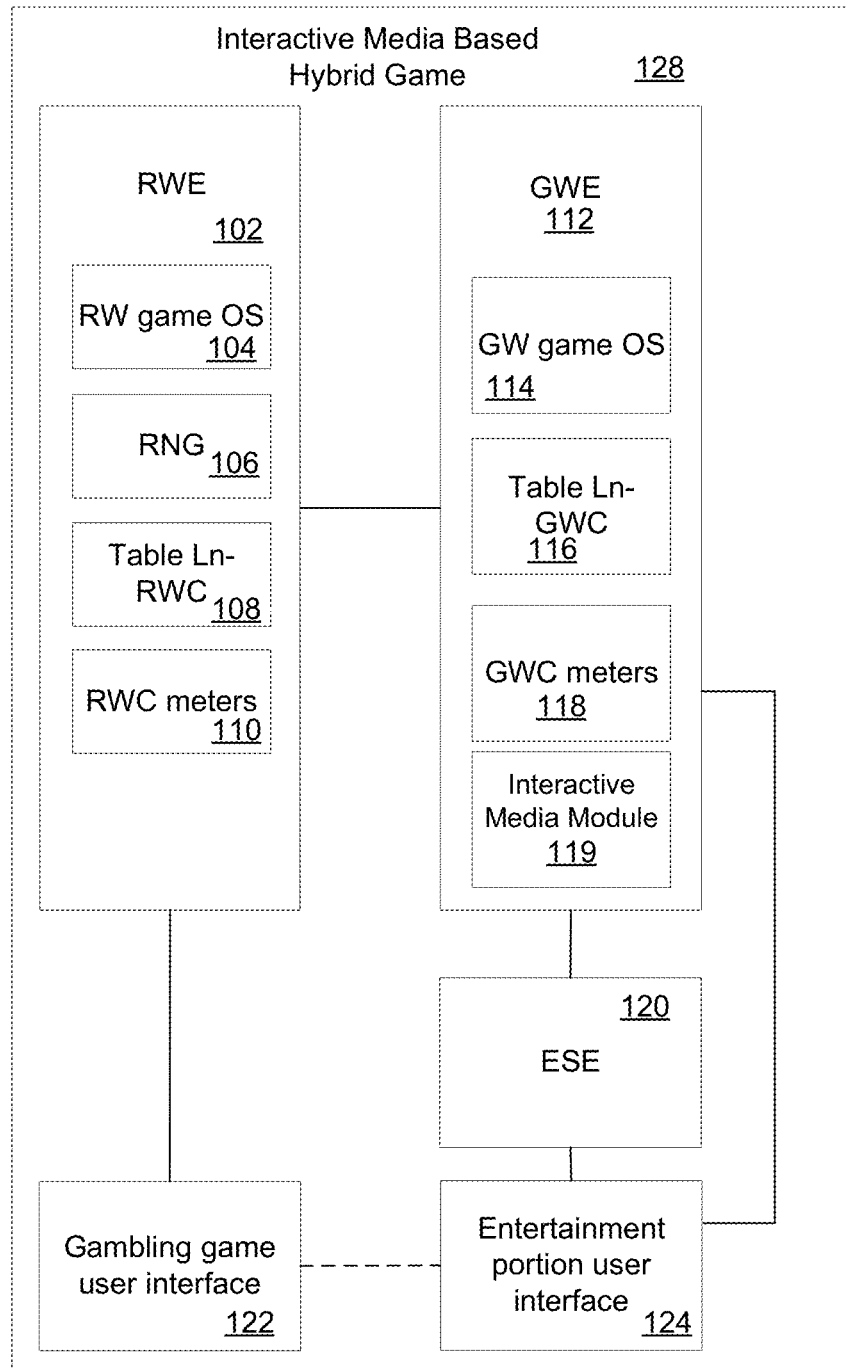 Interactive Media Based
Hybrid Game
128
RWE
102
RW game OS
104
RNG
106
Table Ln-
RWC
108
RWC meters
110
GWE
112
GW game OS
114
Table Ln-
GWC
116
GWC meters
118
Interactive
Media Module
119
120
ESE
Gambling game
user interface
122
Entertainment
portion user
interface
124